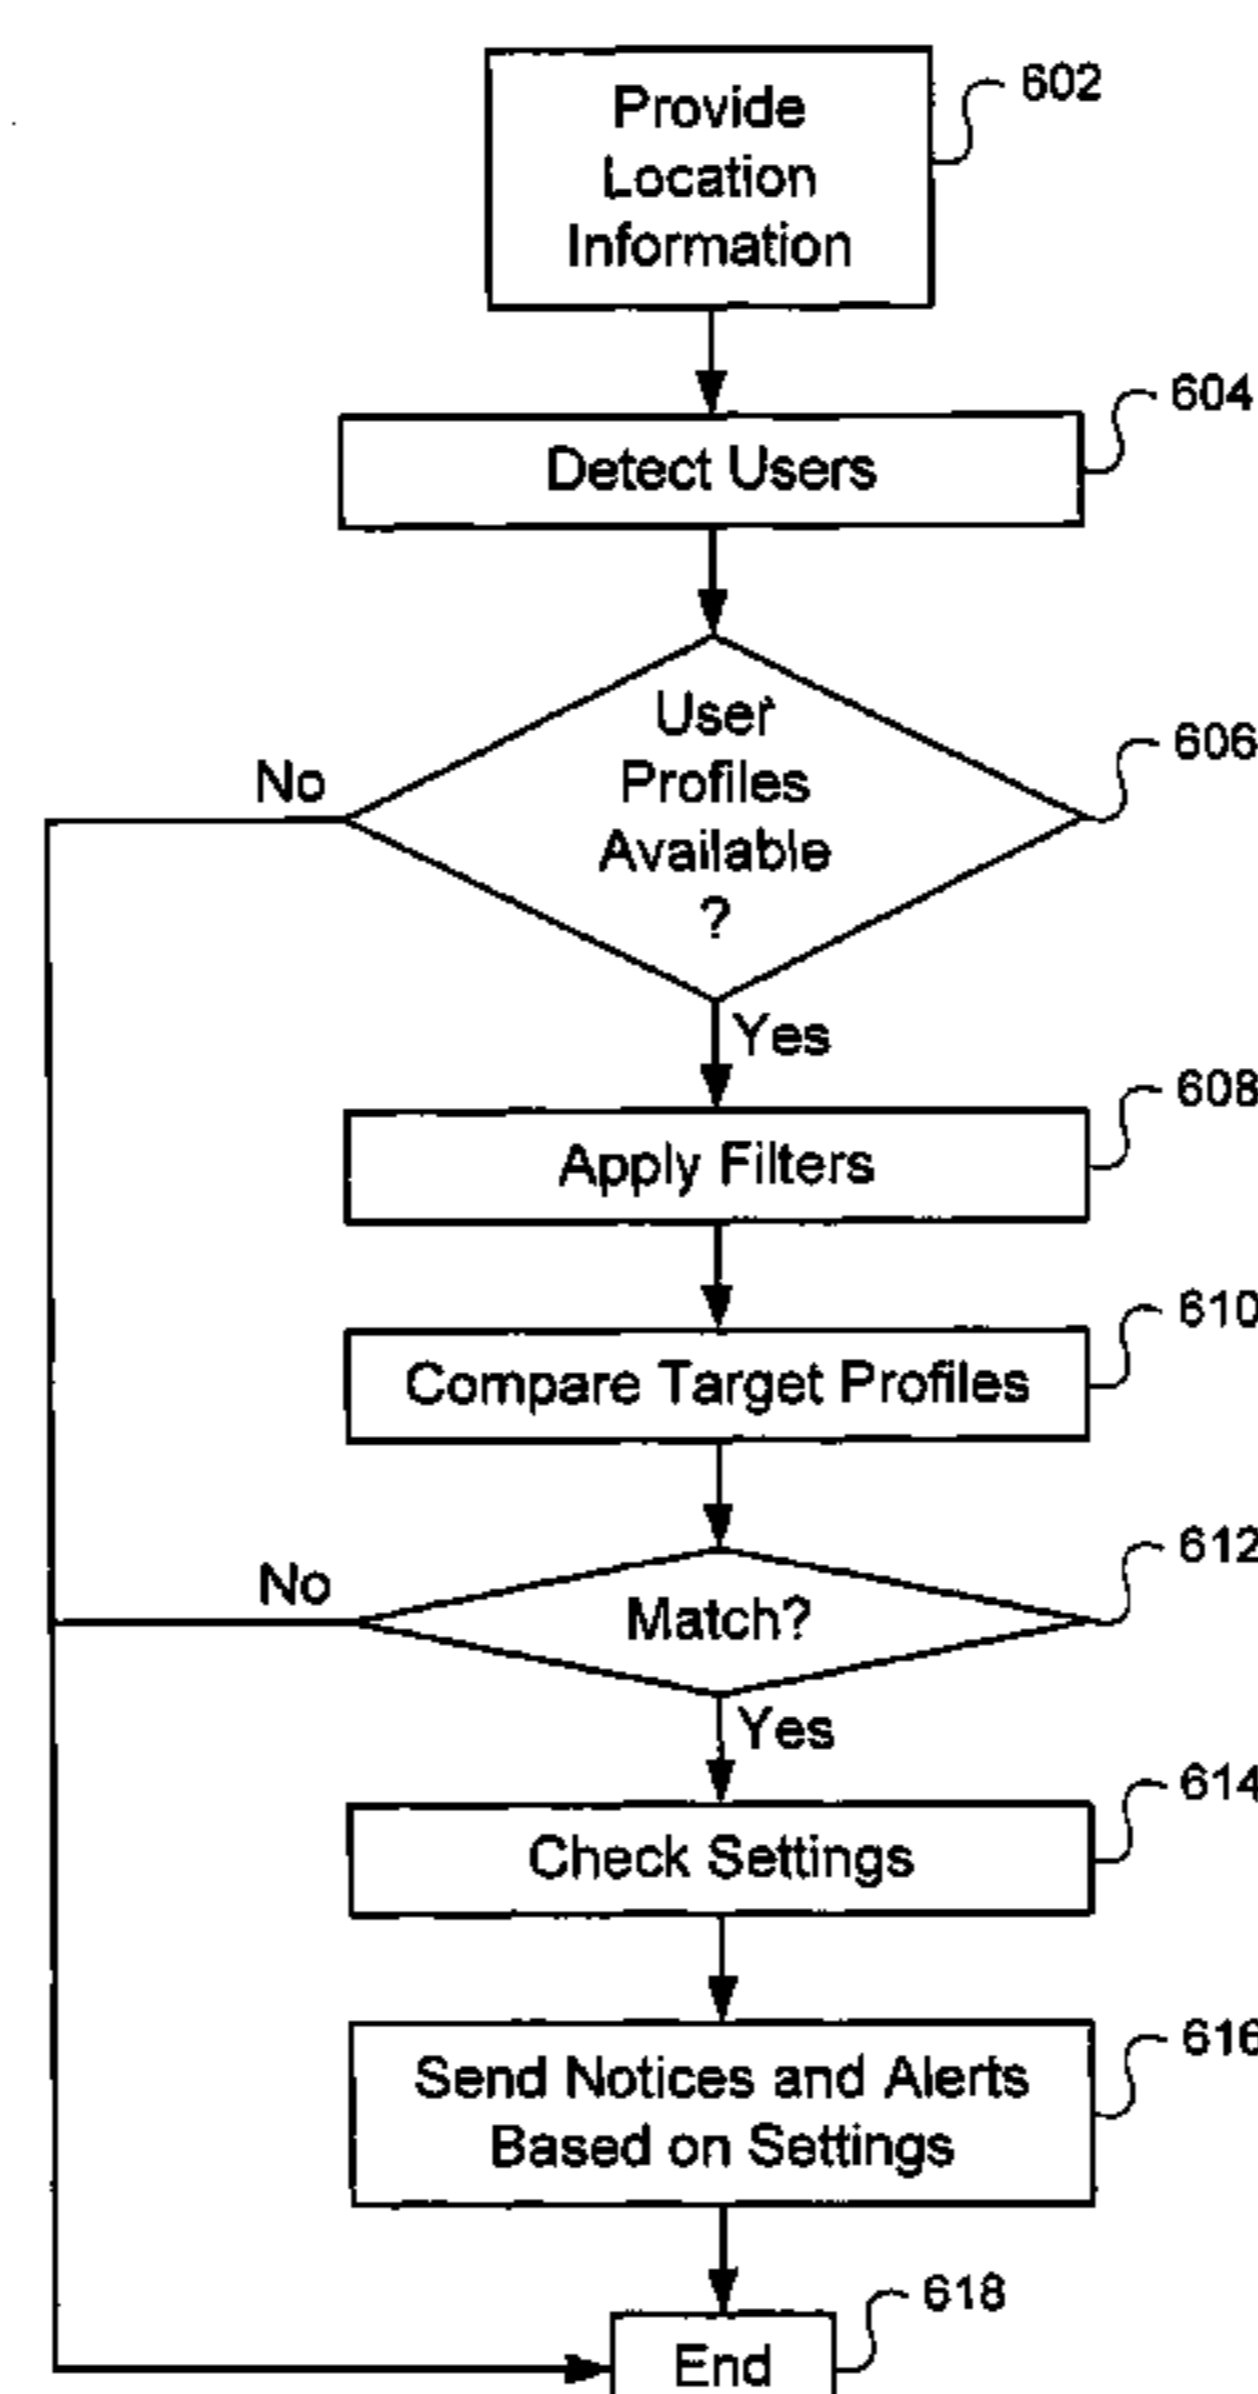 Provide
Location
Information
602
Detect Users
604
User
Profiles
Available
?
606
No
Yes
Apply Filters
608
Compare Target Profiles
610
Match?
612
No
Yes
Check Settings
614
Send Notices and Alerts
Based on Settings
616
End
618